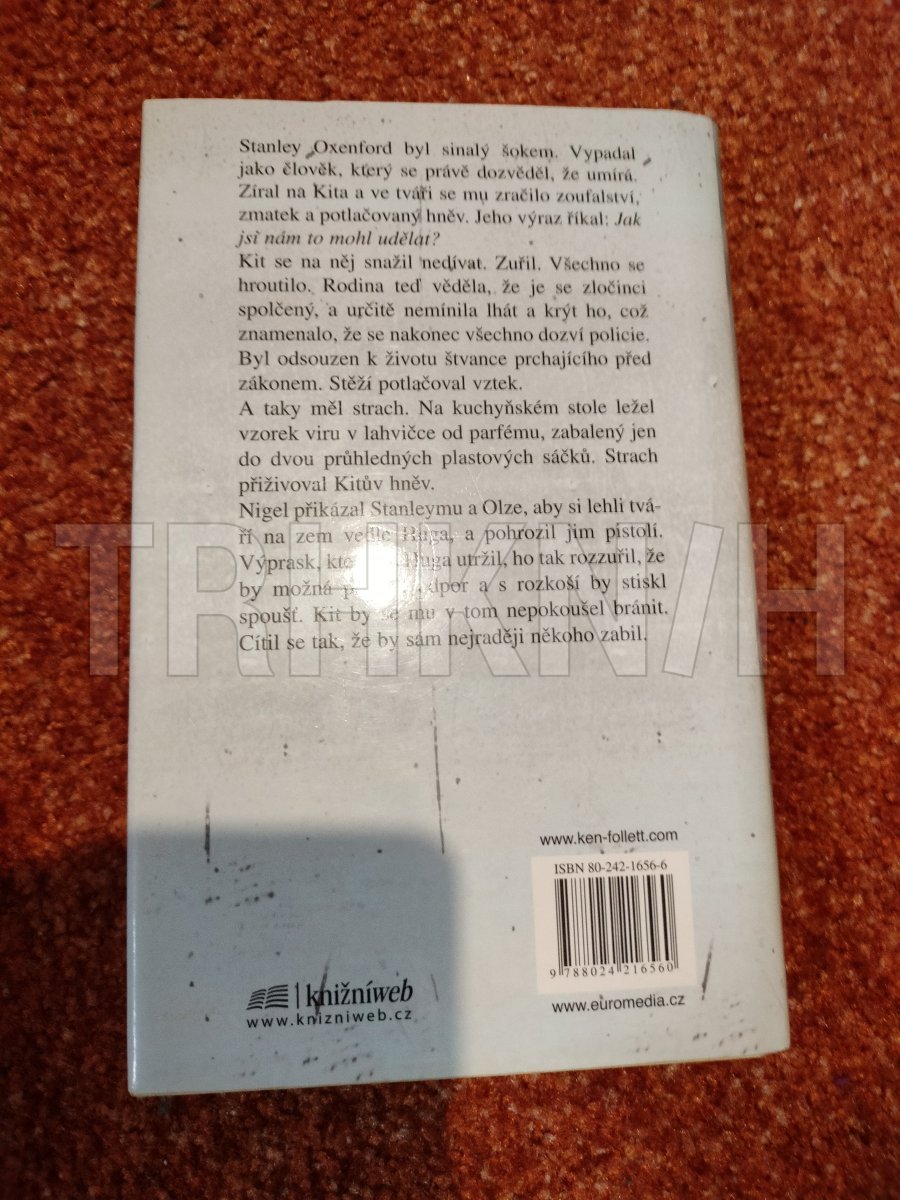 Stanley Oxenford byl sinalý šokem. Vypadal
jako člověk, který se právě dozvěděl, že umírá.
Zíral na Kita a ve tváři se mu zračilo zoufalství,
zmatek a potlačovaný hněv. Jeho výraz říkal: Jak
jsi nám to mohl udělat?
Kit se na něj snažil nedívat. Zuřil. Všechno se
hroutilo. Rodina teď věděla, že je se zločinci
spolčený, a určitě nemínila lhát a krýt ho, což
znamenalo, že se nakonec všechno dozví policie.
Byl odsouzen k životu štvance prchajícího před
zákonem. Stěží potlačoval vztek.
A taky měl strach. Na kuchyňském stole ležel
vzorek viru v lahvičce od parfému, zabalený jen
do dvou průhledných plastových sáčků. Strach
přiživoval Kitův hněv.
Nigel přikázal Stanleymu a Olze, aby si lehli tvá-
ří na zem vedle Huga, a pohrozil jim pistolí.
Výprask, Huga utržil, ho tak rozzuřil, že
by možná a s rozkoší by stiskl
spoušť. Kit by se mu v tom nepokoušel bránit.
Cítil se tak, že by sám nejraději někoho zabil.
TRHKNIH
www.ken-follett.com
ISBN 80-242-1656-6
9 788024 216560
www.euromedia.cz
knižníweb
www.knizniweb.cz